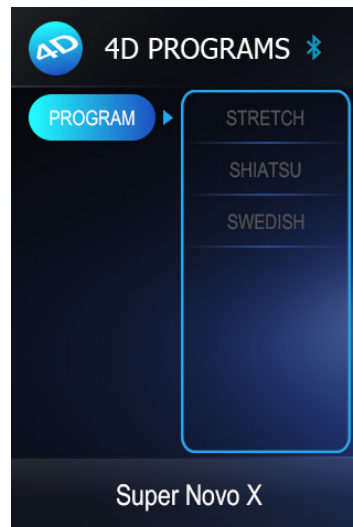 4D
4D PROGRAMS
PROGRAM
STRETCH
SHIATSU
SWEDISH
Super Novo X